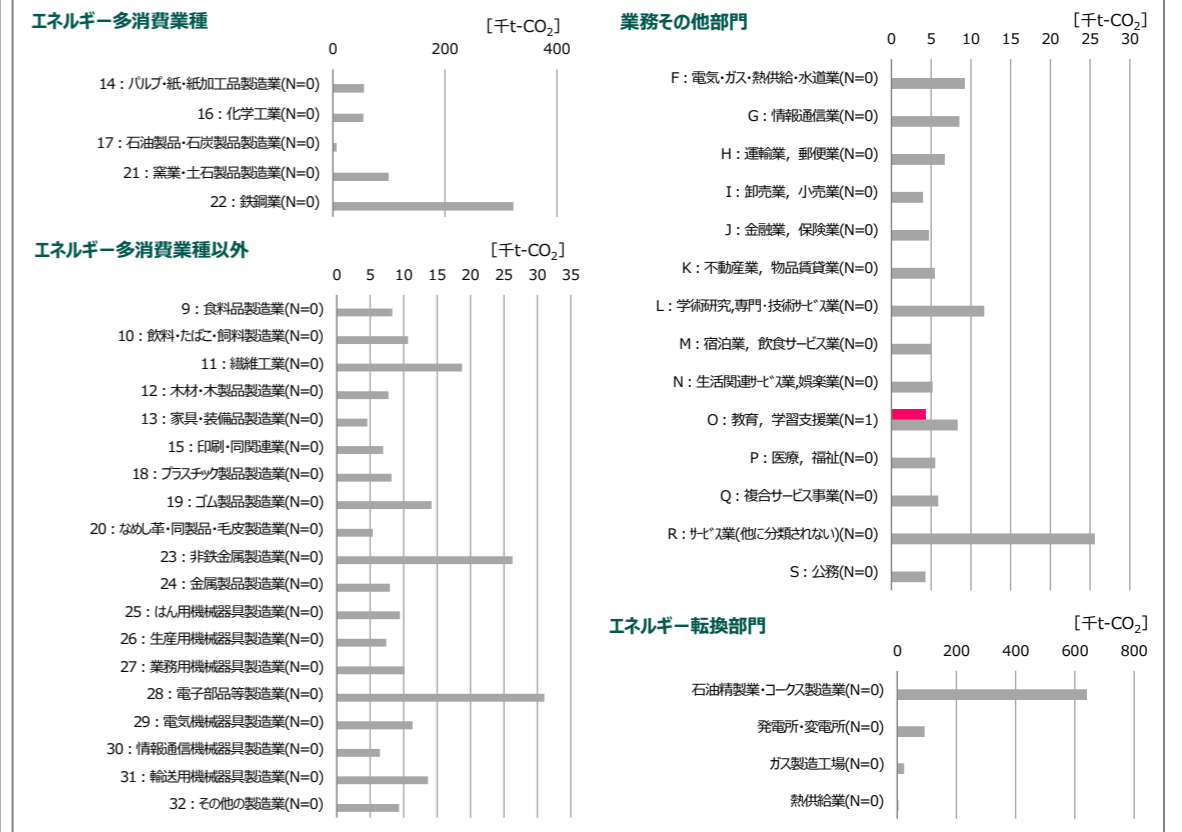 エネルギー多消費業種
[千t-CO2]
0 200 400
14：パルプ・紙・紙加工品製造業(N=0)
16：化学工業(N=0)
17：石油製品・石炭製品製造業(N=0)
21：窯業・土石製品製造業(N=0)
22：鉄鋼業(N=0)
エネルギー多消費業種以外
[千t-CO2]
0 5 10 15 20 25 30 35
9：食料品製造業(N=0)
10：飲料・たばこ・飼料製造業(N=0)
11：繊維工業(N=0)
12：木材・木製品製造業(N=0)
13：家具・装備品製造業(N=0)
15：印刷・同関連業(N=0)
18：プラスチック製品製造業(N=0)
19：ゴム製品製造業(N=0)
20：なめし革・同製品・毛皮製造業(N=0)
23：非鉄金属製造業(N=0)
24：金属製品製造業(N=0)
25：はん用機械器具製造業(N=0)
26：生産用機械器具製造業(N=0)
27：業務用機械器具製造業(N=0)
28：電子部品等製造業(N=0)
29：電気機械器具製造業(N=0)
30：情報通信機械器具製造業(N=0)
31：輸送用機械器具製造業(N=0)
32：その他の製造業(N=0)
業務その他部門
[千t-CO2]
0 5 10 15 20 25 30
F：電気・ガス・熱供給・水道業(N=0)
G：情報通信業(N=0)
H：運輸業，郵便業(N=0)
I：卸売業，小売業(N=0)
J：金融業，保険業(N=0)
K：不動産業，物品賃貸業(N=0)
L：学術研究,専門・技術サービス業(N=0)
M：宿泊業，飲食サービス業(N=0)
N：生活関連サービス業,娯楽業(N=0)
O：教育，学習支援業(N=1)
P：医療，福祉(N=0)
Q：複合サービス事業(N=0)
R：サービス業(他に分類されない)(N=0)
S：公務(N=0)
エネルギー転換部門
[千t-CO2]
0 200 400 600 800
石油精製業・コークス製造業(N=0)
発電所・変電所(N=0)
ガス製造工場(N=0)
熱供給業(N=0)